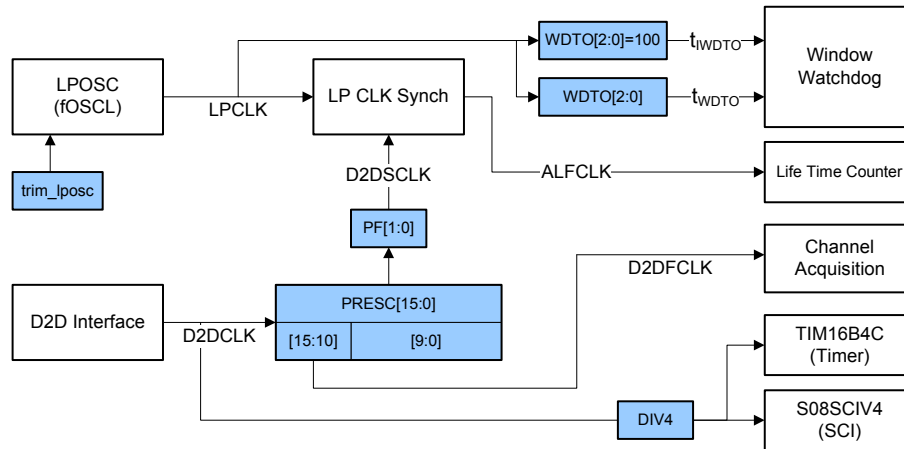 LPOSC
(fOSCL)
LPCLK
LP CLK Synch
WDTO[2:0]=100
tIWDTO
WDTO[2:0]
tWDTO
Window
Watchdog
trim_lposc
D2DSCLK
ALFCLK
Life Time Counter
PF[1:0]
D2DFCLK
Channel
Acquisition
D2D Interface
D2DCLK
PRESC[15:0]
[15:10]
[9:0]
TIM16B4C
(Timer)
DIV4
S08SCIV4
(SCI)